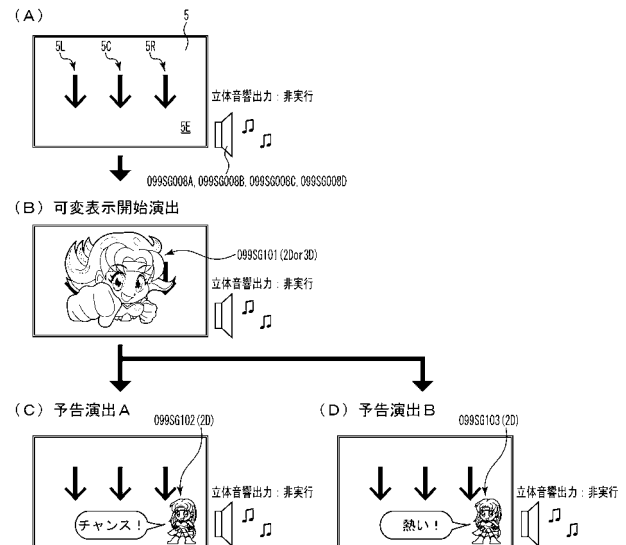 (A)
5
5L
5C
5R
立体音響出力：非実行
5E
099SG008A, 099SG008B, 099SG008C, 099SG008D
(B) 可変表示開始演出
099SG101(2Dor3D)
立体音響出力：非実行
(C) 予告演出A
099SG102(2D)
(D) 予告演出B
099SG103(2D)
立体音響出力：非実行
チャンス！
立体音響出力：非実行
熱い！